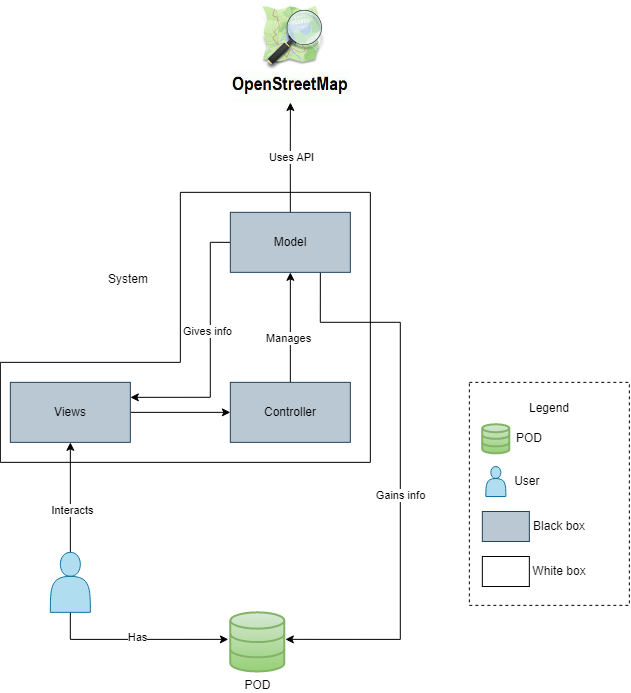 OpenStreetMap
Uses API
Model
System
Gives info
Manages
Views
Controller
Legend
POD
User
Black box
White box
Gains info
Interacts
Has
POD